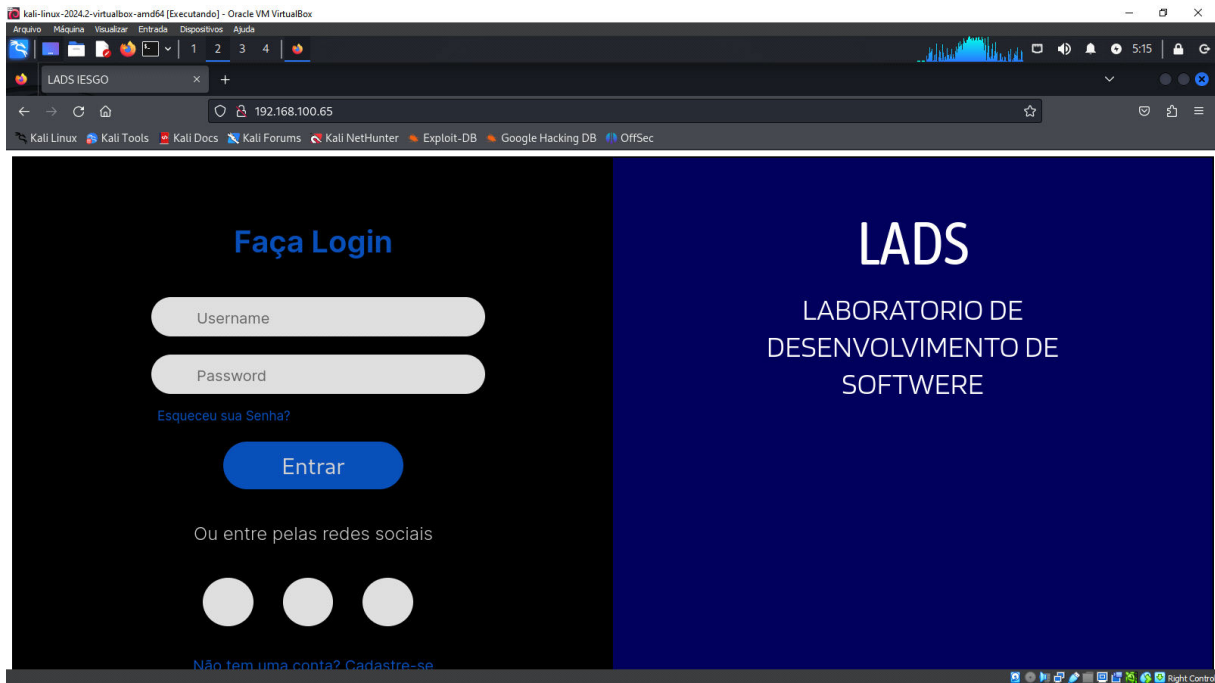 kali-linux-2024.2-virtualbox-amd64 [Executando] - Oracle VM VirtualBox
Arquivo Máquina Visualizar Entrada Dispositivos Ajuda
1 2 3 4
5:15
LADS IESGO
192.168.100.65
Kali Linux Kali Tools Kali Docs Kali Forums Kali NetHunter Exploit-DB Google Hacking DB OffSec
Faça Login
Username
Password
Esqueceu sua Senha?
Entrar
Ou entre pelas redes sociais
Não tem uma conta? Cadastre-se
LADS
LABORATORIO DE
DESENVOLVIMENTO DE
SOFTWERE
Right Control